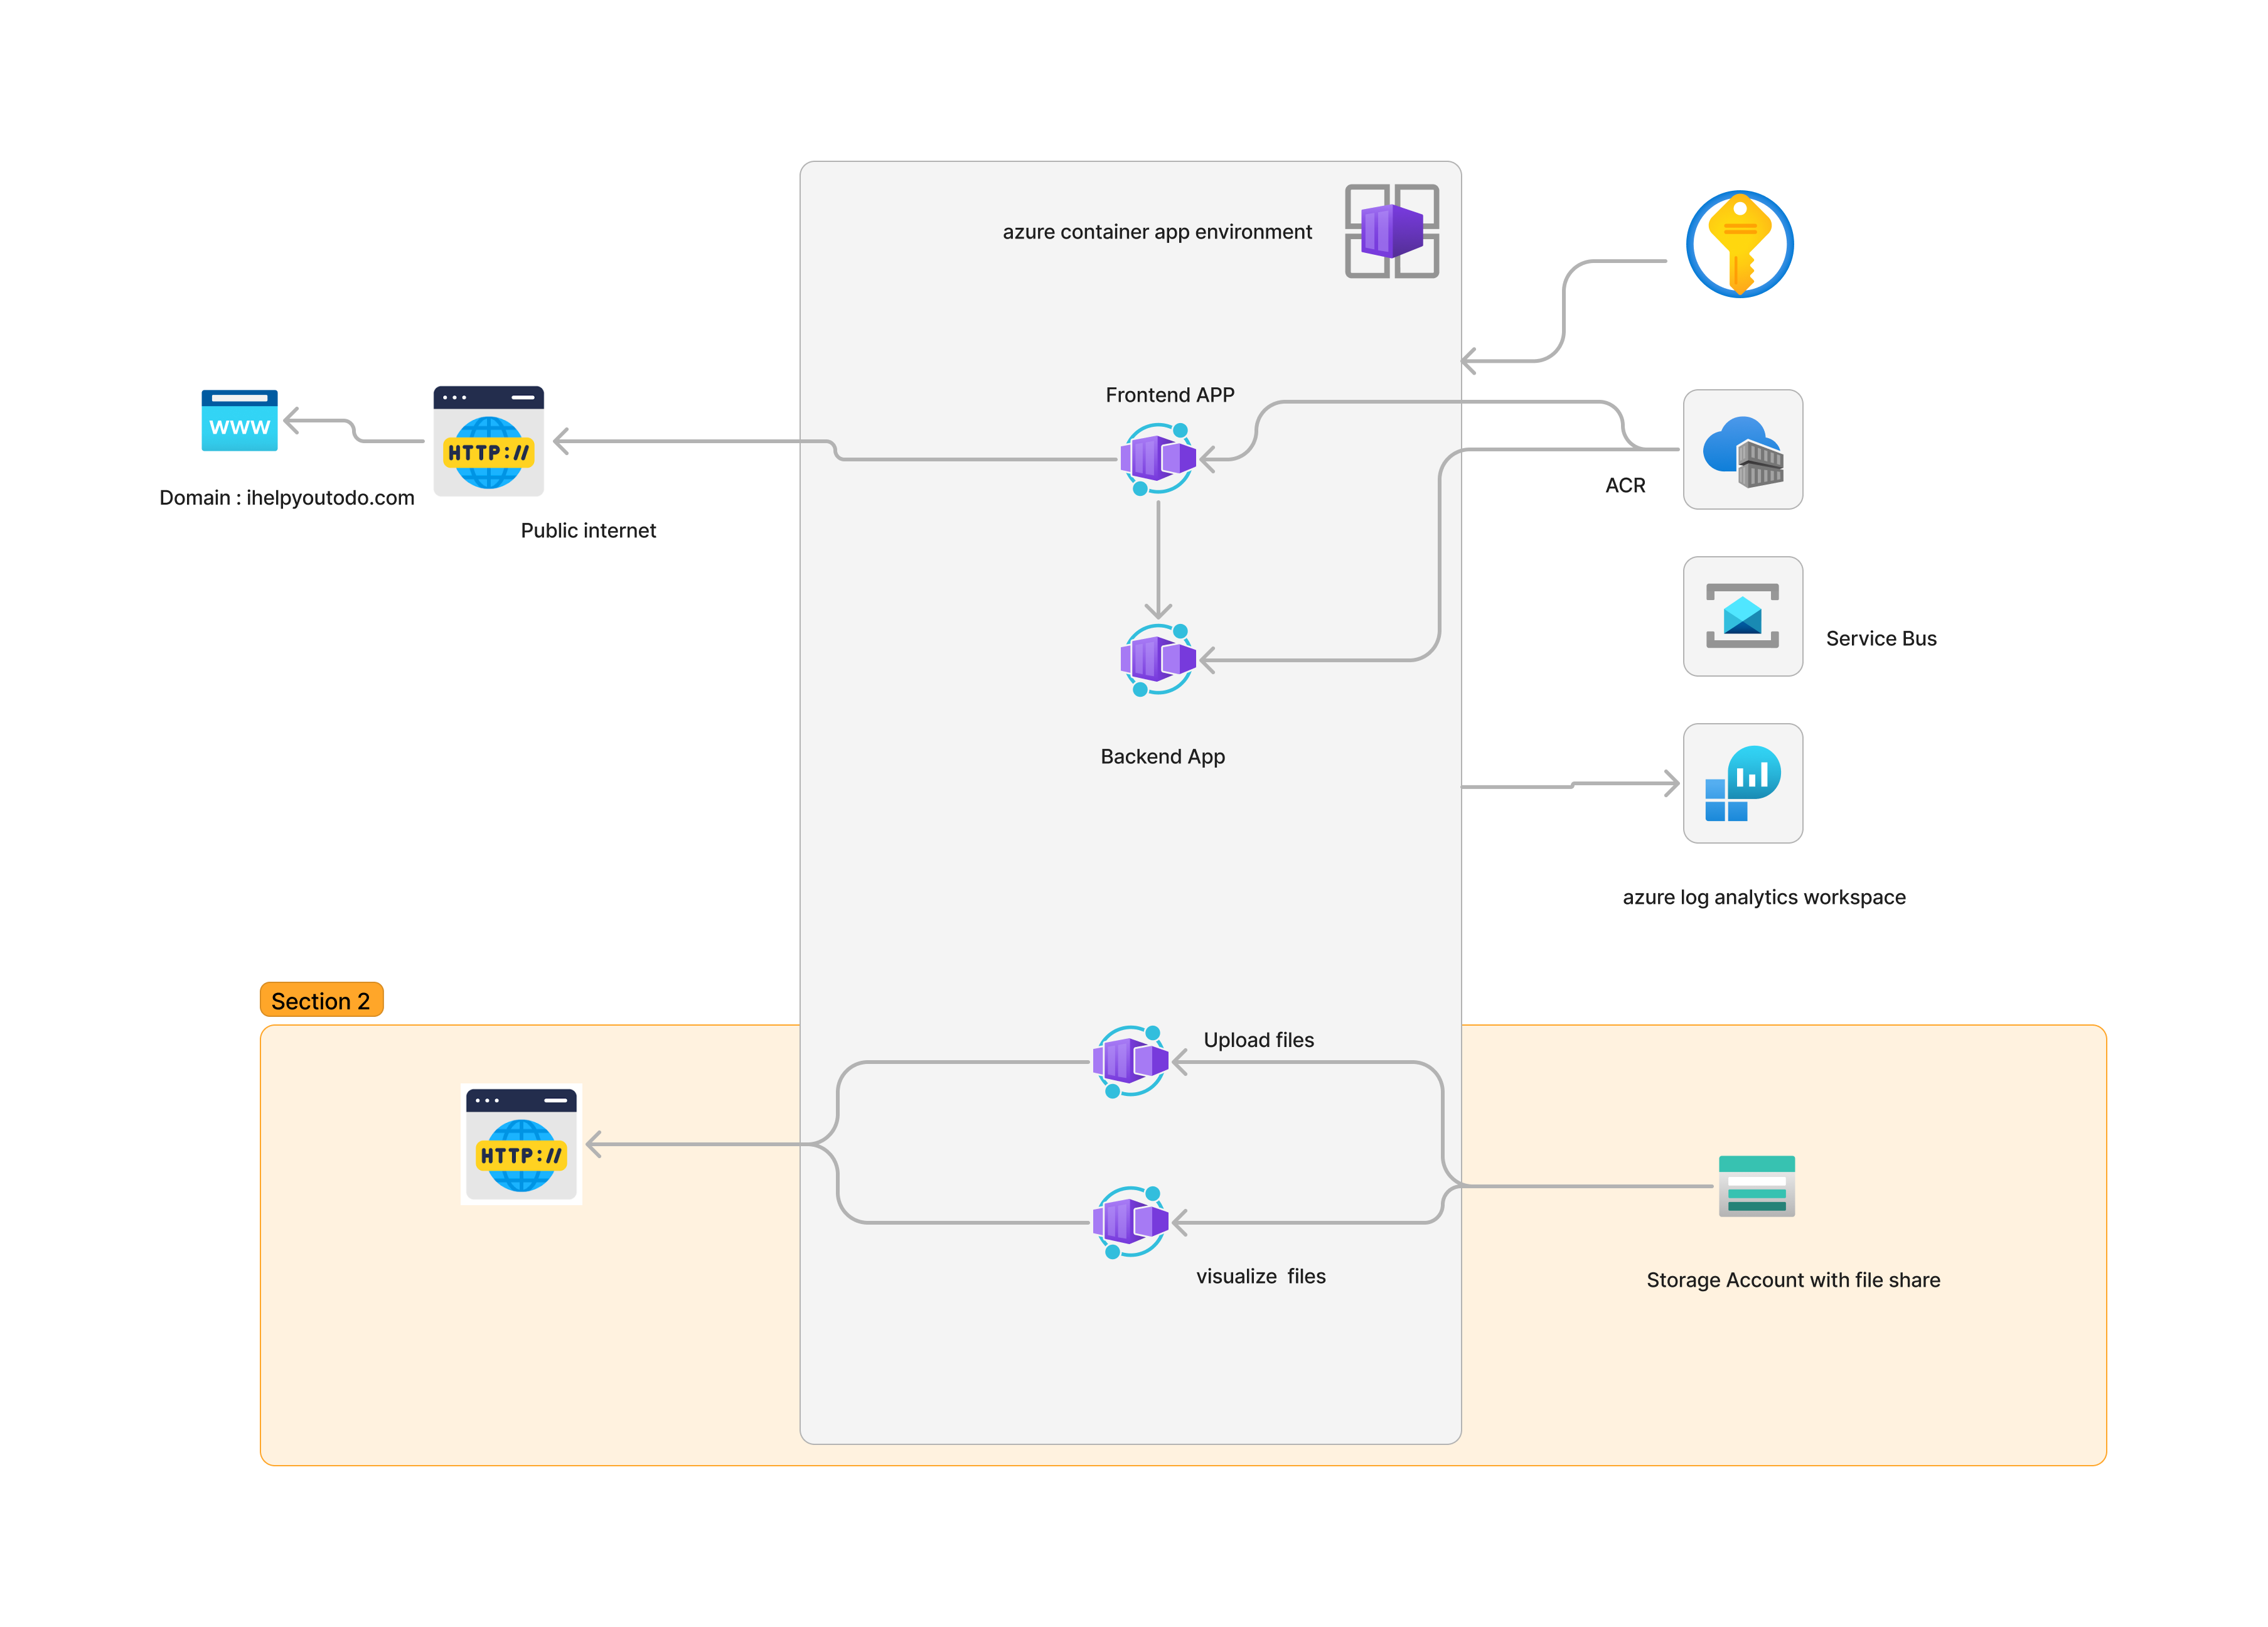 azure container app environment
Frontend APP
WWW
HTTP://
Domain : ihelpyoutodo.com
Public internet
ACR
Service Bus
Backend App
azure log analytics workspace
Section 2
Upload files
HTTP://
visualize  files
Storage Account with file share